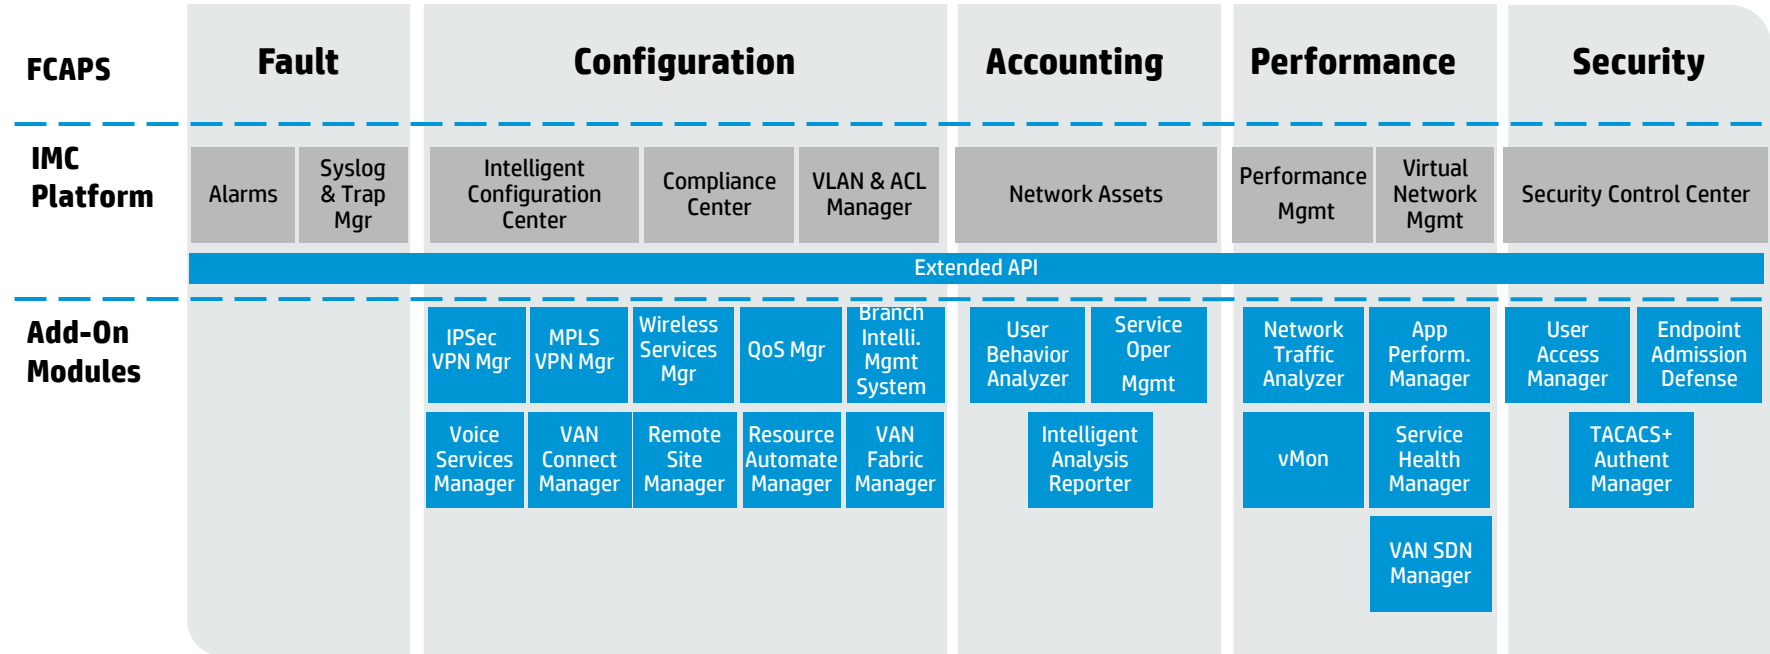 FCAPS
Fault
Configuration
Accounting
Performance
Security
IMC
Platform
Alarms
Syslog
& Trap
Mgr
Intelligent
Configuration
Center
Compliance
Center
VLAN & ACL
Manager
Network Assets
Performance
Mgmt
Virtual
Network
Mgmt
Security Control Center
Extended API
Add-On
Modules
IPSec
VPN Mgr
MPLS
VPN Mgr
Wireless
Services
Mgr
QoS Mgr
Branch
Intelli.
Mgmt
System
User
Behavior
Analyzer
Service
Oper
Mgmt
Network
Traffic
Analyzer
App
Perform.
Manager
User
Access
Manager
Endpoint
Admission
Defense
Voice
Services
Manager
VAN
Connect
Manager
Remote
Site
Manager
Resource
Automate
Manager
VAN
Fabric
Manager
Intelligent
Analysis
Reporter
vMon
Service
Health
Manager
TACACS+
Authent
Manager
VAN SDN
Manager